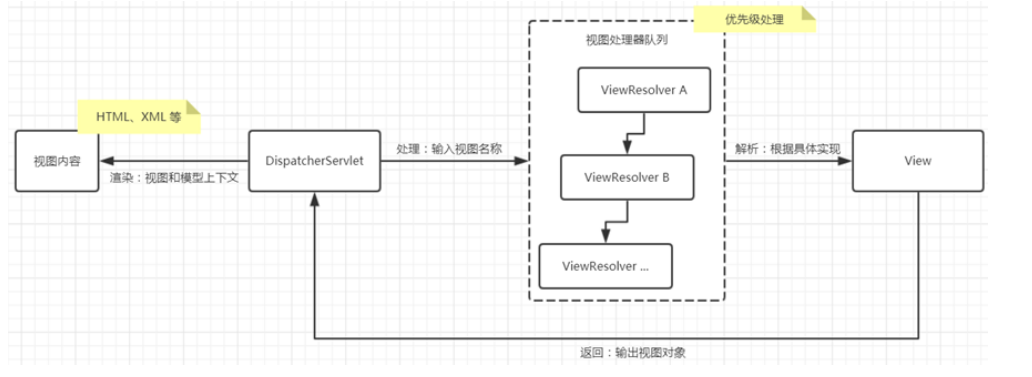 优先级处理
视图处理器队列
ViewResolver A
HTML、XML 等
视图内容
DispatcherServlet
处理：输入视图名称
解析：根据具体实现
View
渲染：视图和模型上下文
ViewResolver B
ViewResolver ...
返回：输出视图对象